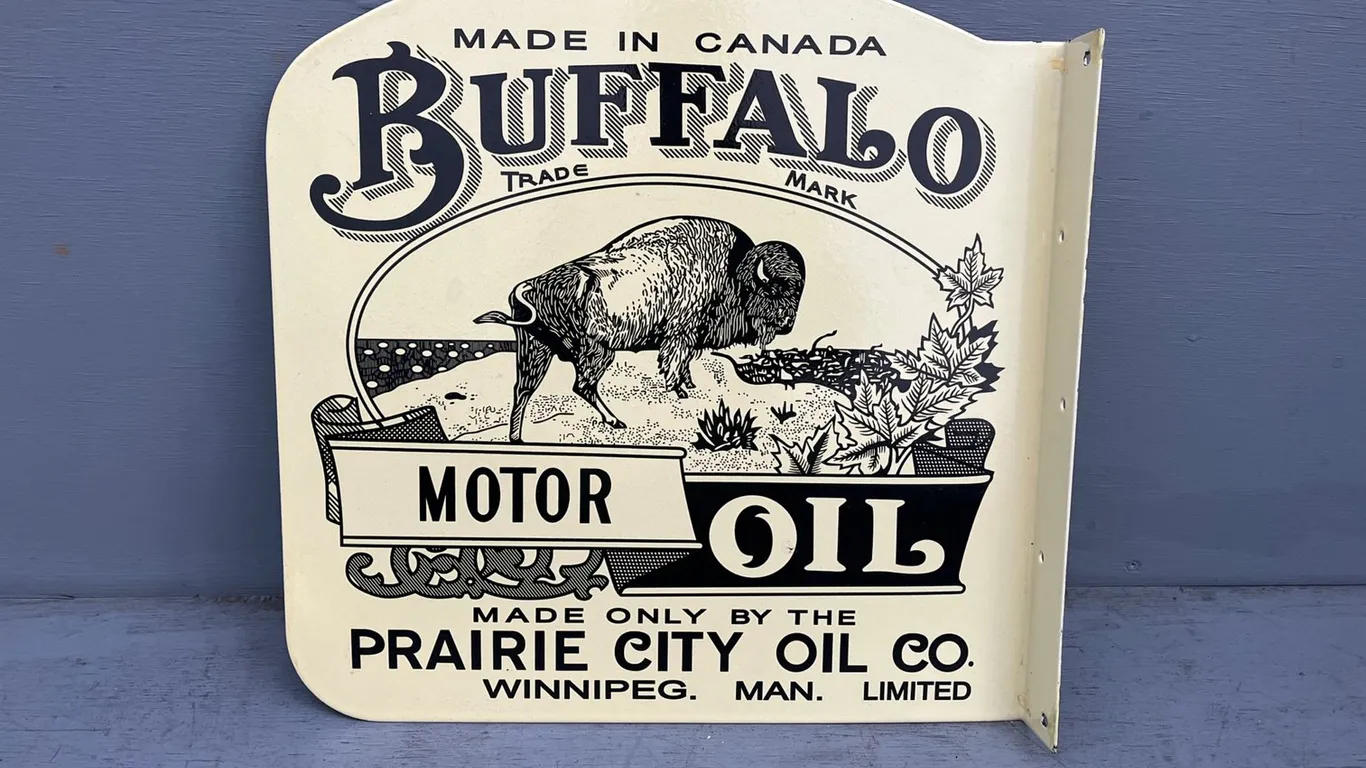 MADE IN CANADA
BUFFALO
TRADE MARK
MOTOR
OIL
MADE ONLY BY THE
PRAIRIE CITY OIL CO.
WINNIPEG. MAN. LIMITED